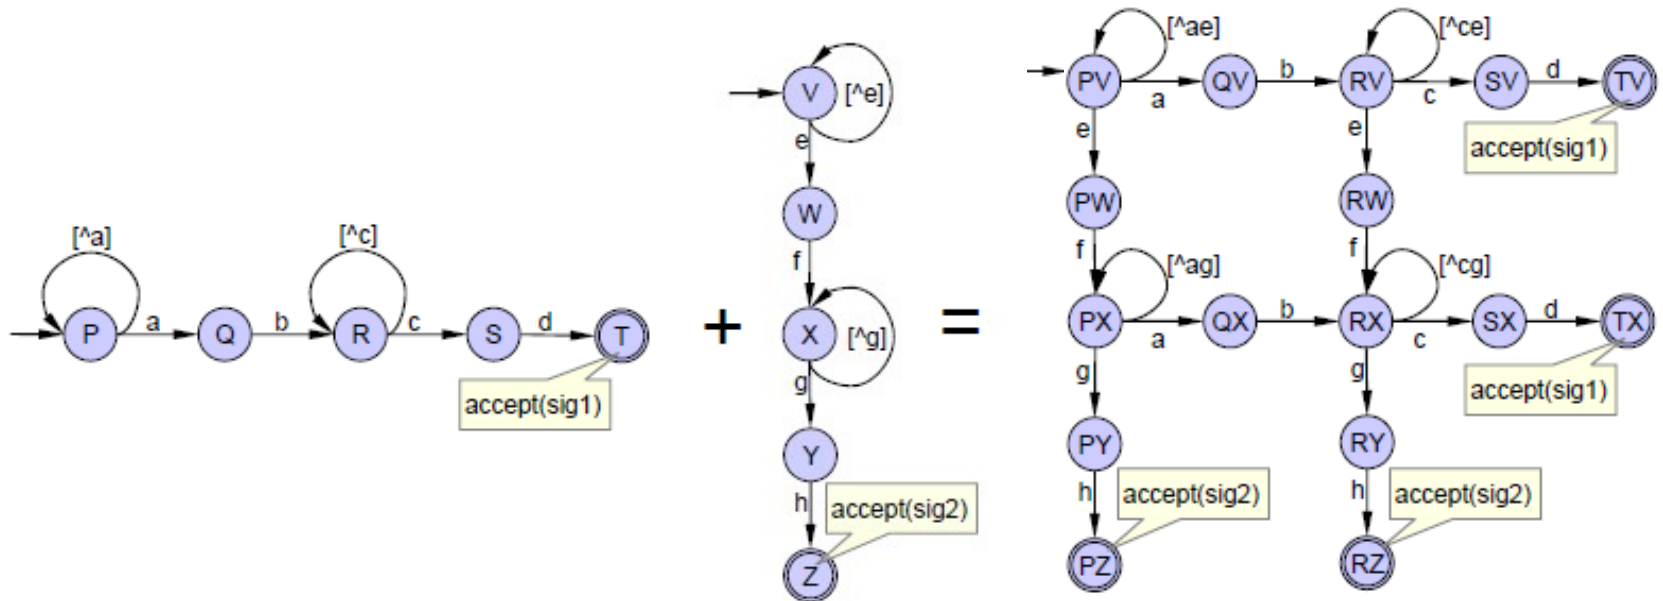 [^a]
[^c]
P
a
Q
b
R
c
S
d
T
accept(sig1)
+
V
[^e]
e
W
f
X
[^g]
g
Y
h
accept(sig2)
Z
=
[^ae]
[^ce]
PV
a
QV
b
RV
c
SV
d
TV
e
e
accept(sig1)
PW
RW
f
f
[^ag]
[^cg]
PX
a
QX
b
RX
c
SX
d
TX
g
g
accept(sig1)
PY
RY
h
accept(sig2)
h
accept(sig2)
PZ
RZ